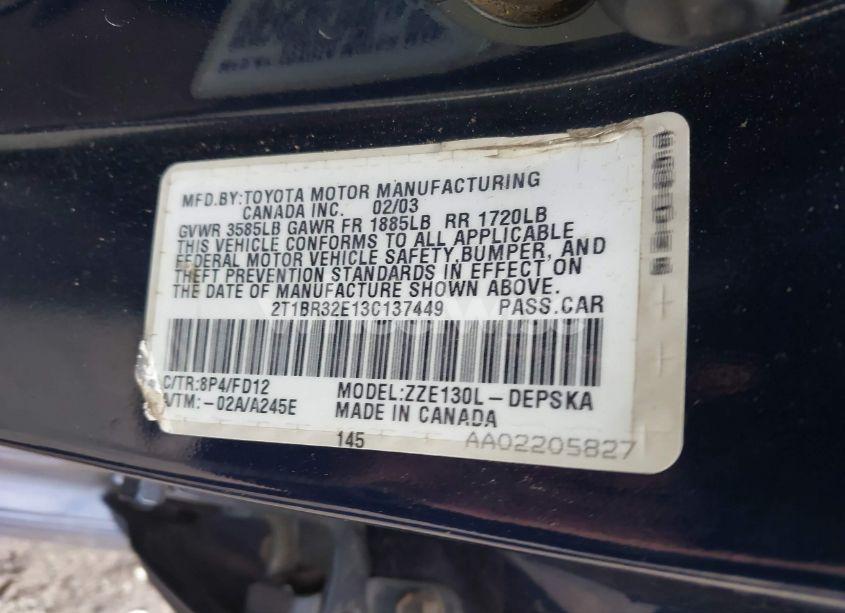 MFD.BY:TOYOTA MOTOR MANUFACTURING
CANADA INC. 02/03
GVWR 3585LB GAWR FR 1885LB RR 1720LB
THIS VEHICLE CONFORMS TO ALL APPLICABLE
FEDERAL MOTOR VEHICLE SAFETY,BUMPER, AND
THEFT PREVENTION STANDARDS IN EFFECT ON
THE DATE OF MANUFACTURE SHOWN ABOVE.
2T1BR32E13C137449 PASS.CAR
C/TR:8P4/FD12 MODEL:ZZE130L-DEPSKA
A/TM:-02A/A245E MADE IN CANADA
145 AA02205827